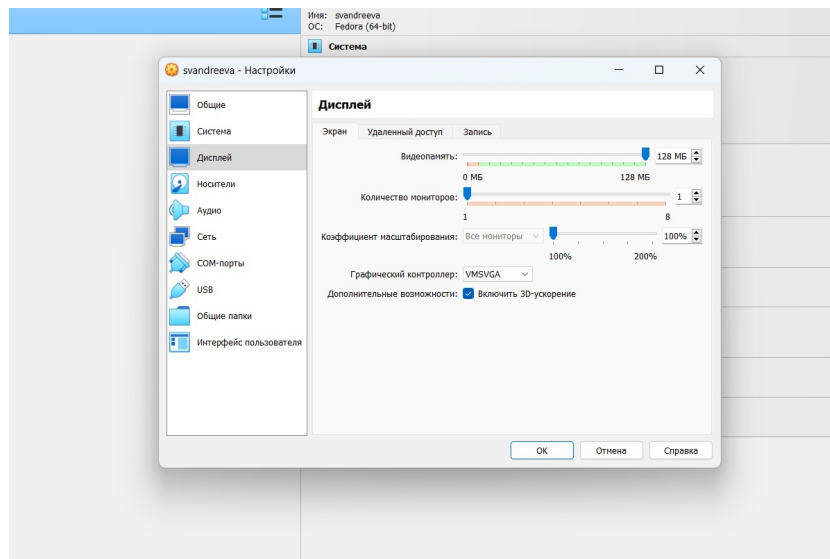 Имя: svandreeva
ОС: Fedora (64-bit)
Система
svandreeva - Настройки
Общие
Система
Дисплей
Носители
Аудио
Сеть
COM-порты
USB
Общие папки
Интерфейс пользователя
Дисплей
Экран Удаленный доступ Запись
Видеопамять: 128 МБ
0 МБ 128 МБ
Количество мониторов: 1
1 8
Коэффициент масштабирования: Все мониторы 100%
100% 200%
Графический контроллер: VMSVGA
Дополнительные возможности: Включить 3D-ускорение
ОК Отмена Справка